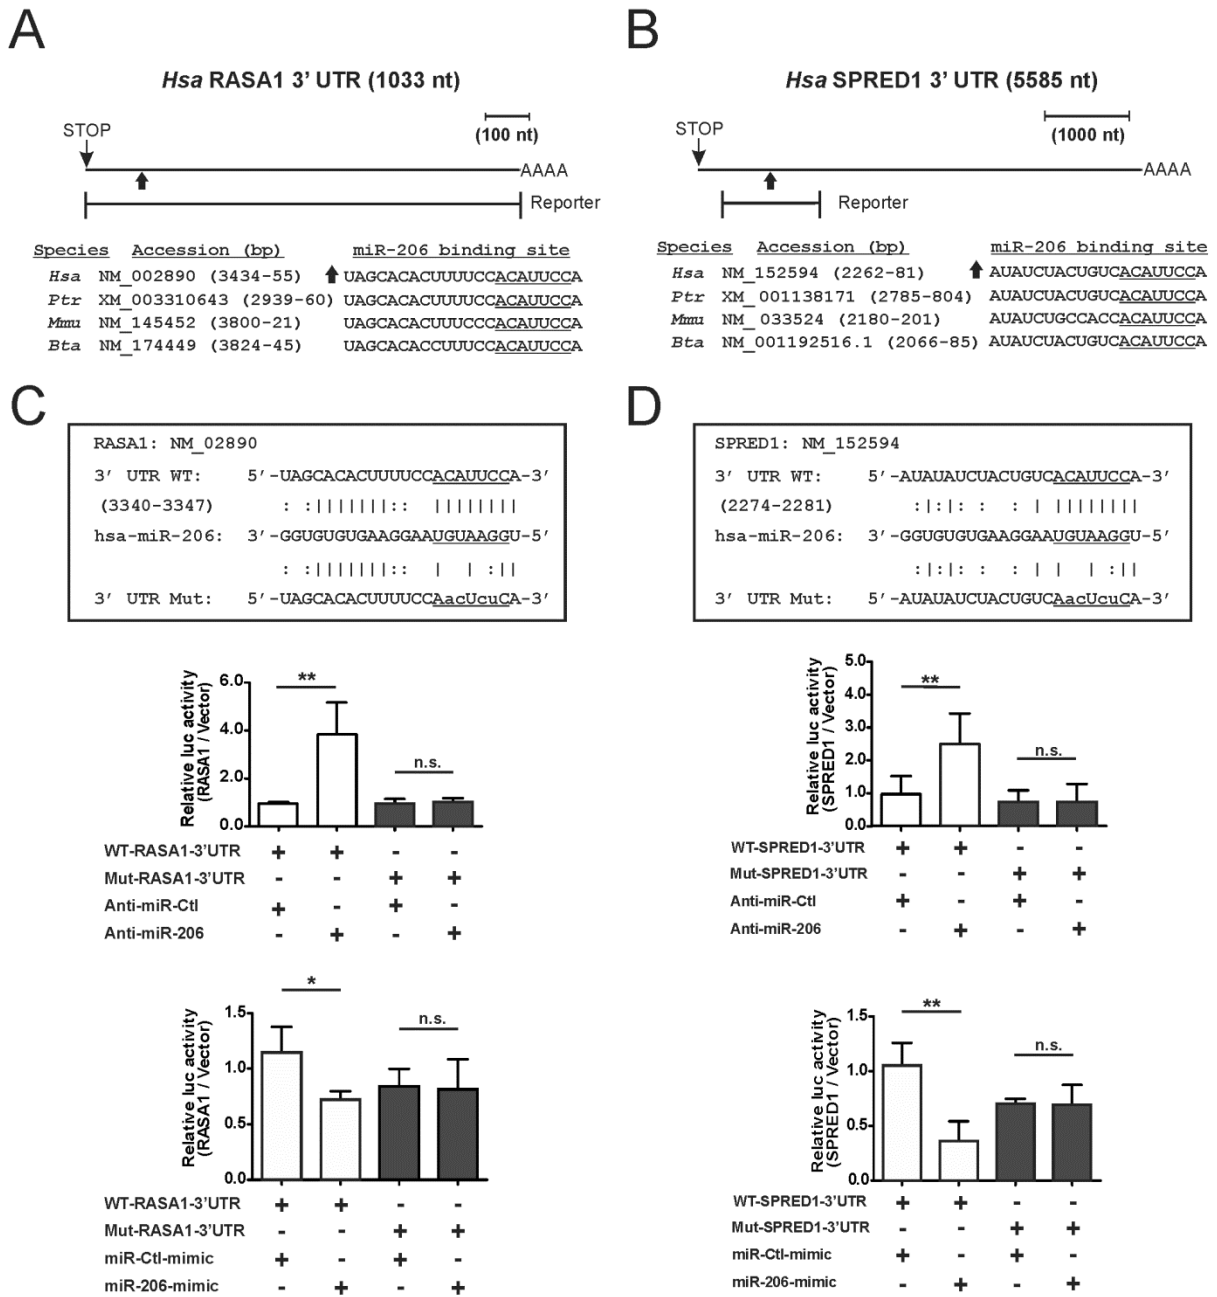 A
Hsa RASA1 3' UTR (1033 nt)
STOP
(100 nt)
AAAA
Reporter
Species Accession (bp) miR-206 binding site
Hsa NM_002890 (3434-55) UAGCACACUUUUCCACAUUCCA
Ptr XM_003310643 (2939-60) UAGCACACUUUUCCACAUUCCA
Mmu NM_145452 (3800-21) UAGCACACUUUCCCACAUUCCA
Bta NM_174449 (3824-45) UAGCACACCUUUCCACAUUCCA
B
Hsa SPRED1 3' UTR (5585 nt)
STOP
(1000 nt)
AAAA
Reporter
Species Accession (bp) miR-206 binding site
Hsa NM_152594 (2262-81) AUAUCUACUGUCACAUUCCA
Ptr XM_001138171 (2785-804) AUAUCUACUGUCACAUUCCA
Mmu NM_033524 (2180-201) AUAUCUGCCACCACAUUCCA
Bta NM_001192516.1 (2066-85) AUAUCUACUGUCACAUUCCA
C
RASA1: NM_02890
3' UTR WT: 5'-UAGCACACUUUUCCACAUUCCA-3'
(3340-3347) : :|||||||:: ||||||||
hsa-miR-206: 3'-GGUGUGUGAAGGAAUGUAAGGU-5'
: :|||||||:: | | :||
3' UTR Mut: 5'-UAGCACACUUUUCCAacUcuCA-3'
Relative luc activity
(RASA1 / Vector)
6.0
4.0
2.0
0.0
**
n.s.
WT-RASA1-3'UTR + + - -
Mut-RASA1-3'UTR - - + +
Anti-miR-Ctl + - + -
Anti-miR-206 - + - +
Relative luc activity
(RASA1 / Vector)
1.5
1.0
0.5
0.0
*
n.s.
WT-RASA1-3'UTR + + - -
Mut-RASA1-3'UTR - - + +
miR-Ctl-mimic + - + -
miR-206-mimic - + - +
D
SPRED1: NM_152594
3' UTR WT: 5'-AUAUAUCUACUGUCACAUUCCA-3'
(2274-2281) :|:| : : | ||||||||
hsa-miR-206: 3'-GGUGUGUGAAGGAAUGUAAGGU-5'
:|:| : : | | | :||
3' UTR Mut: 5'-AUAUAUCUACUGUCAacUcuCA-3'
Relative luc activity
(SPRED1 / Vector)
5.0
4.0
3.0
2.0
1.0
0.0
**
n.s.
WT-SPRED1-3'UTR + + - -
Mut-SPRED1-3'UTR - - + +
Anti-miR-Ctl + - + -
Anti-miR-206 - + - +
Relative luc activity
(SPRED1 / Vector)
1.5
1.0
0.5
0.0
**
n.s.
WT-SPRED1-3'UTR + + - -
Mut-SPRED1-3'UTR - - + +
miR-Ctl-mimic + - + -
miR-206-mimic - + - +